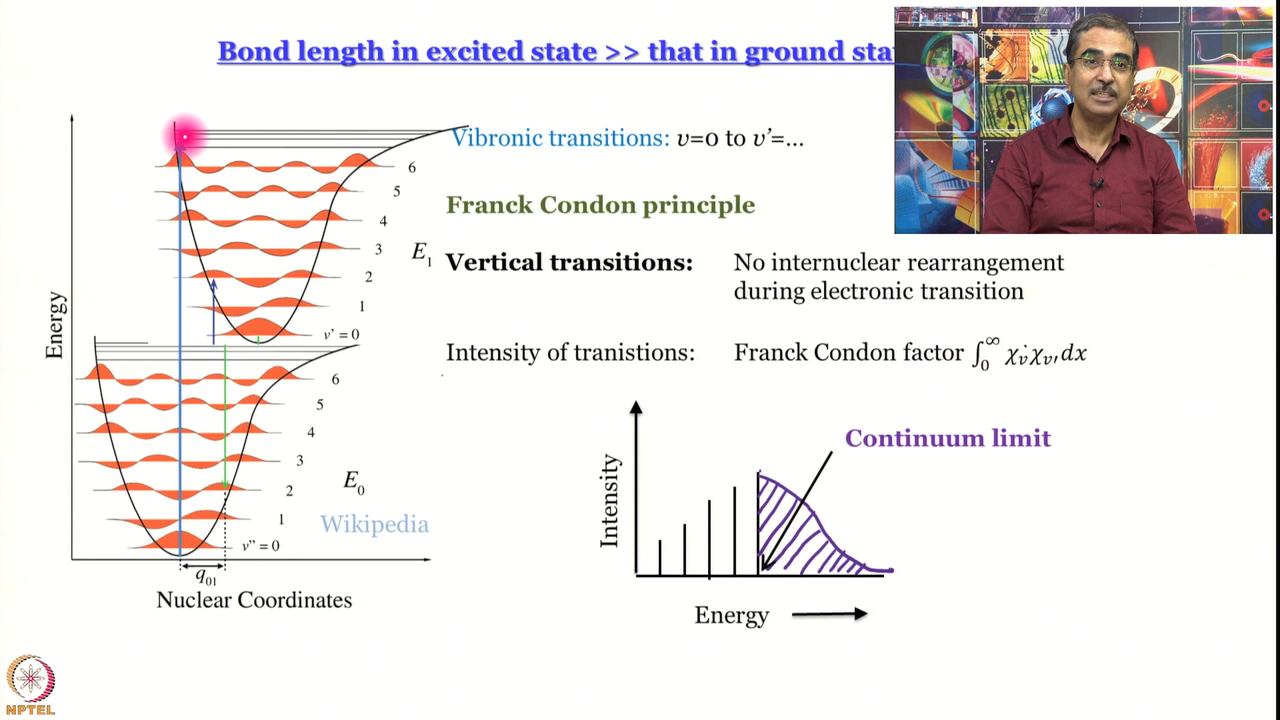 Bond length in excited state >> that in ground sta
Vibronic transitions: v=0 to v'=...
Franck Condon principle
Vertical transitions: No internuclear rearrangement
during electronic transition
Intensity of tranistions: Franck Condon factor ∫₀^∞ χᵥ˙χᵥ′dx
Energy
6
5
4
3
2
1
v' = 0
E₁
6
5
4
3
2
1
v'' = 0
E₀
Wikipedia
q₀₁
Nuclear Coordinates
Continuum limit
Intensity
Energy
NPTEL